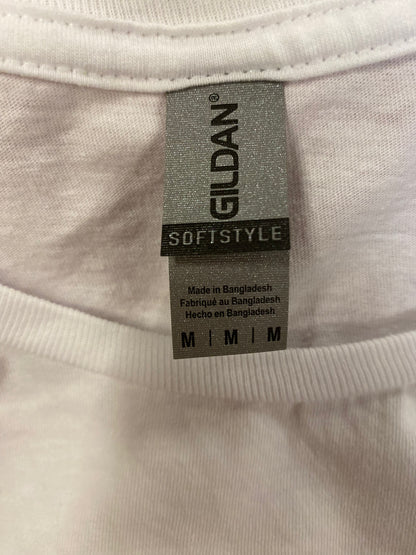 GILDAN®
SOFTSTYLE
Made in Bangladesh
Fabriqué au Bangladesh
Hecho en Bangladesh
M | M | M